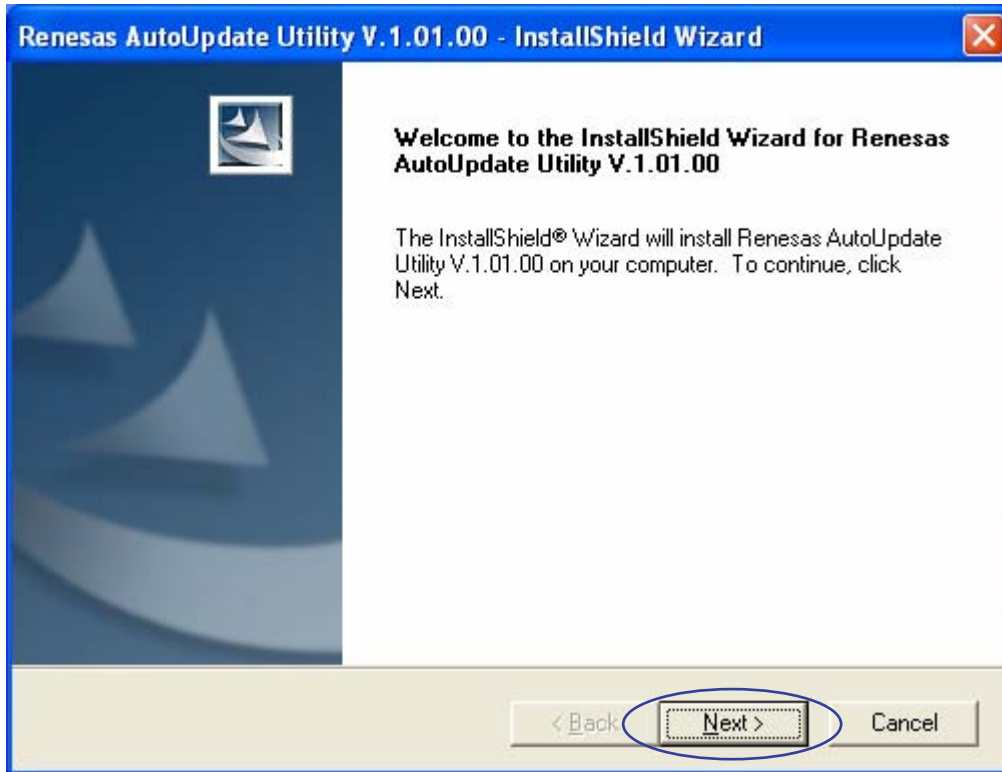 Renesas AutoUpdate Utility V.1.01.00 - InstallShield Wizard
Welcome to the InstallShield Wizard for Renesas
AutoUpdate Utility V.1.01.00
The InstallShield® Wizard will install Renesas AutoUpdate
Utility V.1.01.00 on your computer. To continue, click
Next.
< Back Next > Cancel